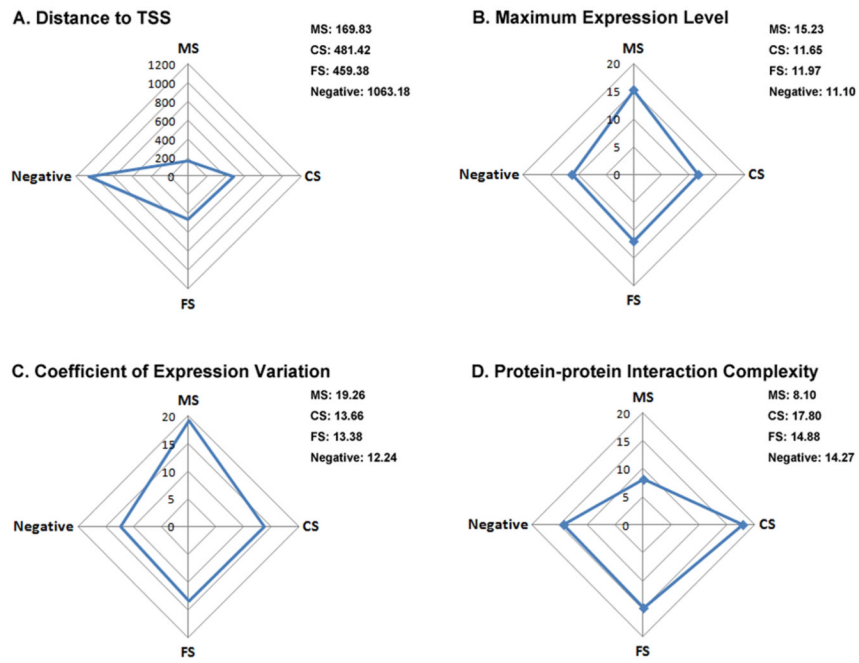 A. Distance to TSS
MS
MS: 169.83
CS: 481.42
FS: 459.38
Negative: 1063.18
1200
1000
800
600
400
200
0
Negative
CS
FS
B. Maximum Expression Level
MS
MS: 15.23
CS: 11.65
FS: 11.97
Negative: 11.10
20
15
10
5
0
Negative
CS
FS
C. Coefficient of Expression Variation
MS
MS: 19.26
CS: 13.66
FS: 13.38
Negative: 12.24
20
15
10
5
0
Negative
CS
FS
D. Protein-protein Interaction Complexity
MS
MS: 8.10
CS: 17.80
FS: 14.88
Negative: 14.27
20
15
10
5
0
Negative
CS
FS